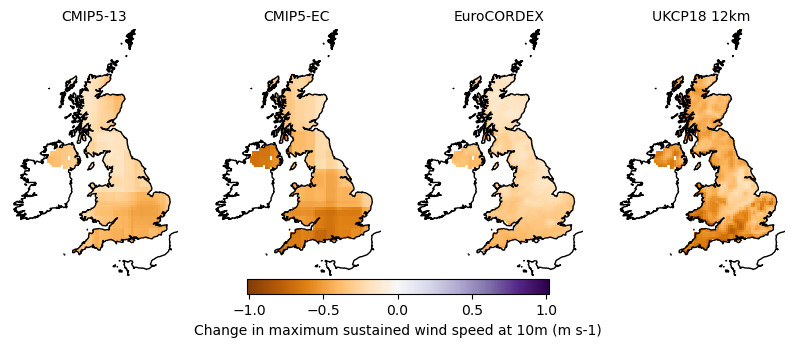 CMIP5-13 CMIP5-EC EuroCORDEX UKCP18 12km
−1.0 −0.5 0.0 0.5 1.0
Change in maximum sustained wind speed at 10m (m s-1)